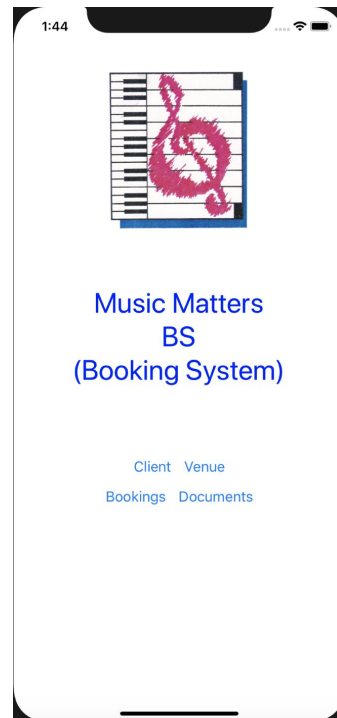 1:44
Music Matters
BS
(Booking System)
Client Venue
Bookings Documents